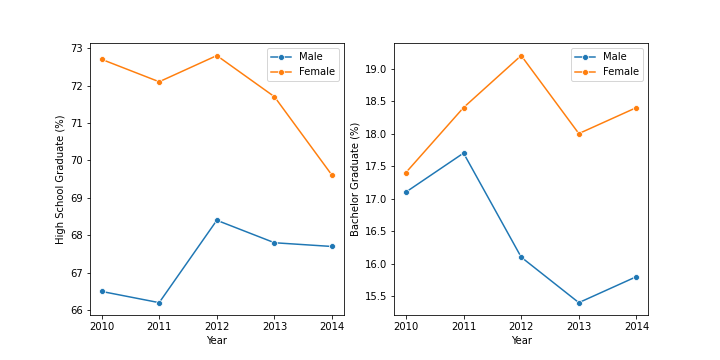 High School Graduate (%)
73
72
71
70
69
68
67
66
Male
Female
2010 2011 2012 2013 2014
Year
Bachelor Graduate (%)
19.0
18.5
18.0
17.5
17.0
16.5
16.0
15.5
Male
Female
2010 2011 2012 2013 2014
Year